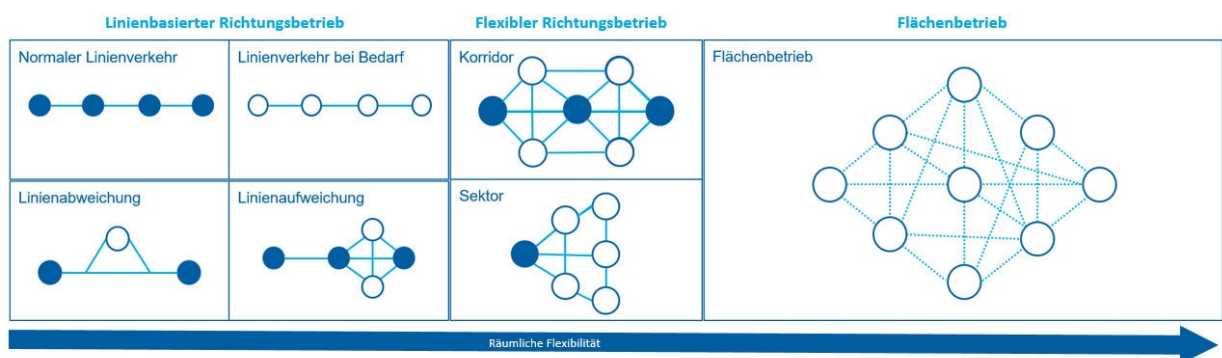 Linienbasierter Richtungsbetrieb
Flexibler Richtungsbetrieb
Flächenbetrieb
Normaler Linienverkehr
Linienverkehr bei Bedarf
Korridor
Flächenbetrieb
Linienabweichung
Linienaufweichung
Sektor
Räumliche Flexibilität